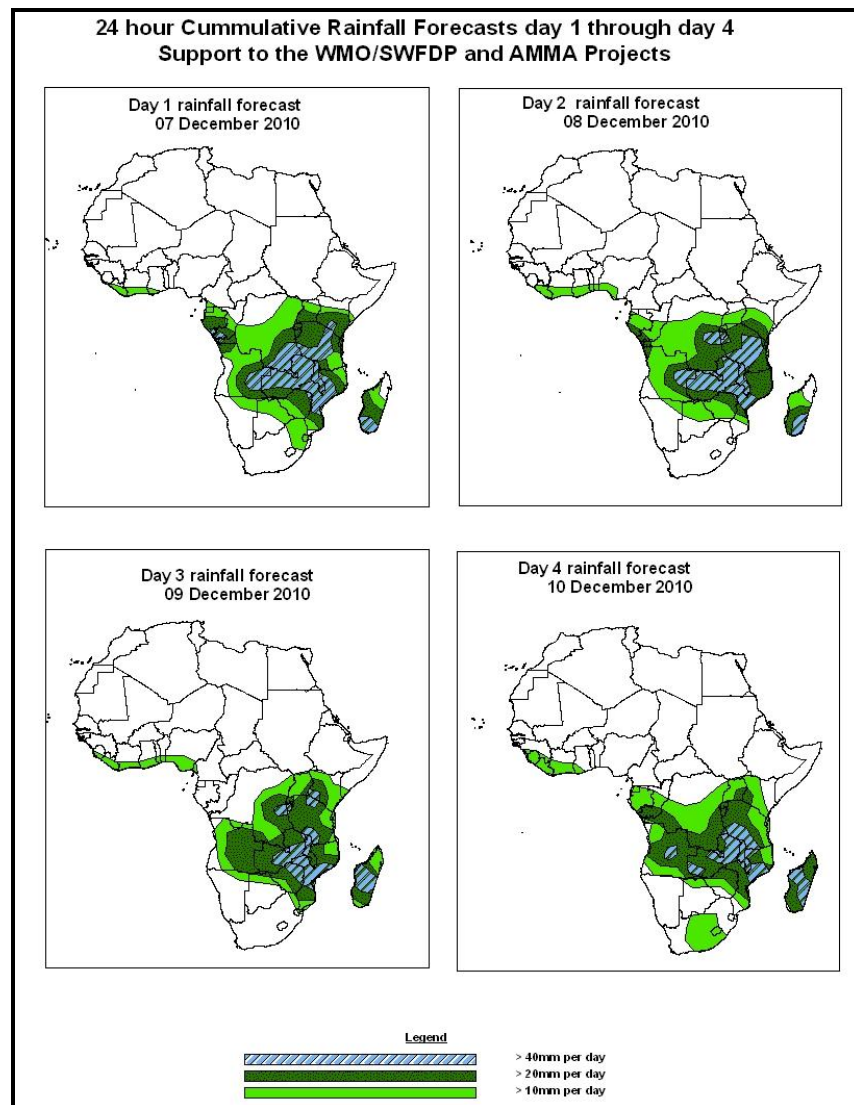 24 hour Cummulative Rainfall Forecasts day 1 through day 4
Support to the WMO/SWFDP and AMMA Projects
Day 1 rainfall forecast
07 December 2010
Day 2 rainfall forecast
08 December 2010
Day 3 rainfall forecast
09 December 2010
Day 4 rainfall forecast
10 December 2010
Legend
> 40mm per day
> 20mm per day
> 10mm per day